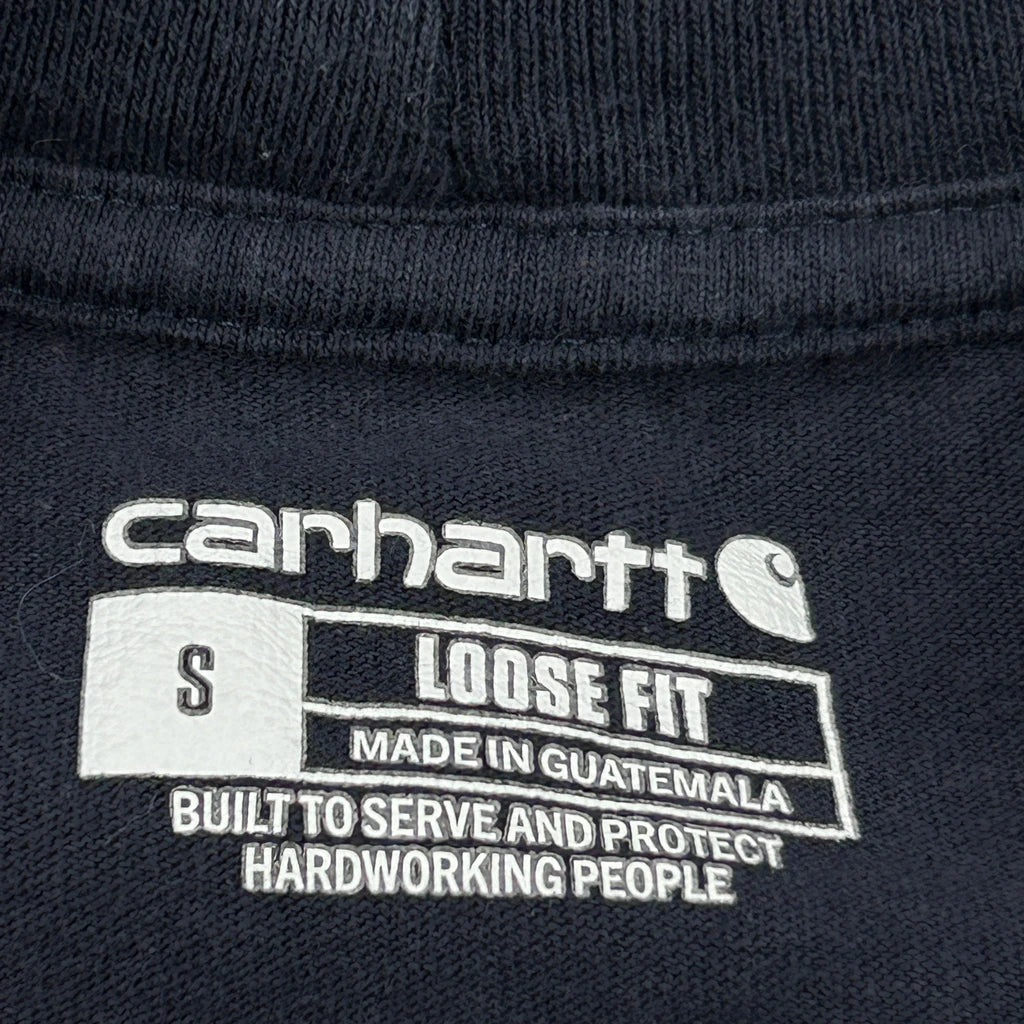 carhartt
S
LOOSE FIT
MADE IN GUATEMALA
BUILT TO SERVE AND PROTECT
HARDWORKING PEOPLE